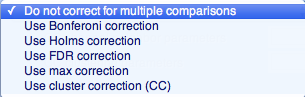 ✓ Do not correct for multiple comparisons
Use Bonferoni correction
Use Holms correction
Use FDR correction
Use max correction
Use cluster correction (CC)